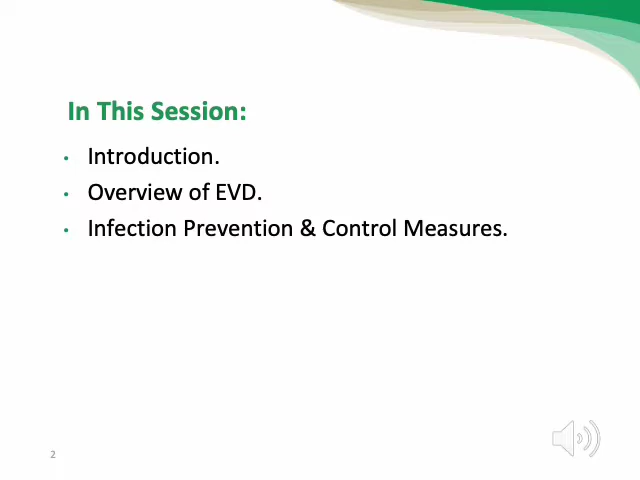 In This Session:
• Introduction.
• Overview of EVD.
• Infection Prevention & Control Measures.
2